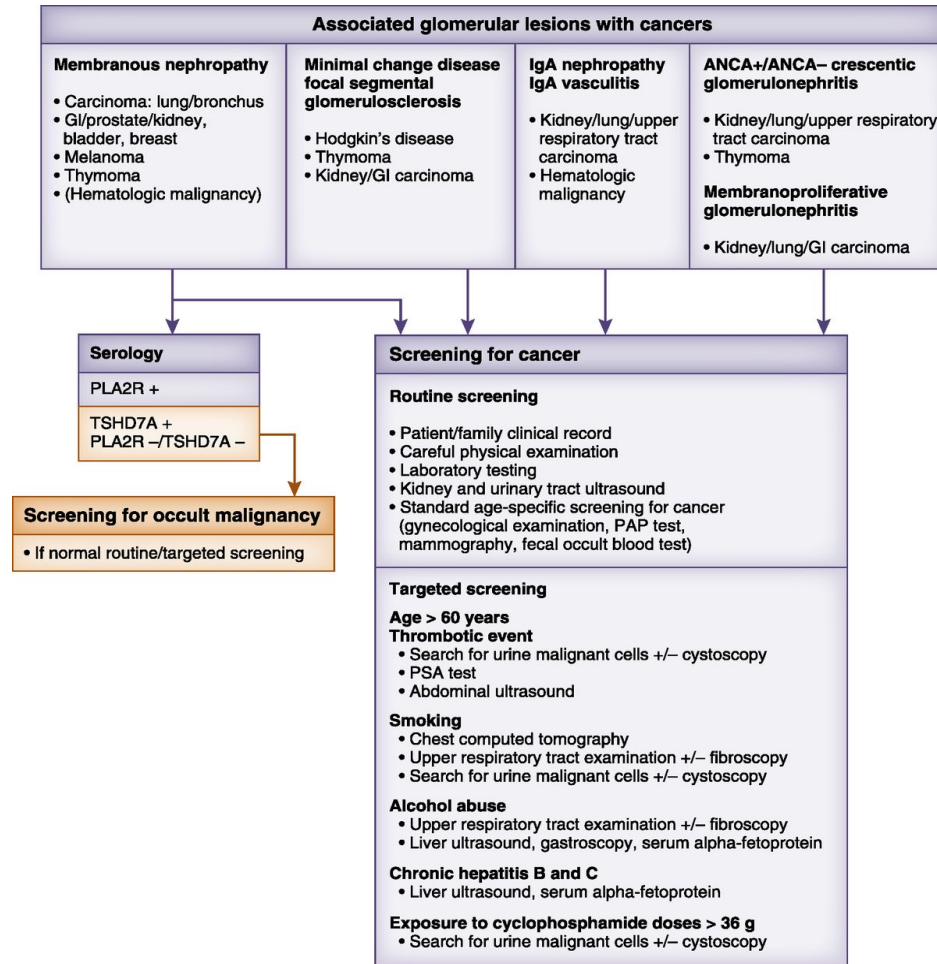 Associated glomerular lesions with cancers
Membranous nephropathy
• Carcinoma: lung/bronchus
• GI/prostate/kidney,
bladder, breast
• Melanoma
• Thymoma
• (Hematologic malignancy)
Minimal change disease
focal segmental
glomerulosclerosis
• Hodgkin's disease
• Thymoma
• Kidney/GI carcinoma
IgA nephropathy
IgA vasculitis
• Kidney/lung/upper
respiratory tract
carcinoma
• Hematologic
malignancy
ANCA+/ANCA– crescentic
glomerulonephritis
• Kidney/lung/upper respiratory
tract carcinoma
• Thymoma
Membranoproliferative
glomerulonephritis
• Kidney/lung/GI carcinoma
Serology
PLA2R +
TSHD7A +
PLA2R –/TSHD7A –
Screening for occult malignancy
• If normal routine/targeted screening
Screening for cancer
Routine screening
• Patient/family clinical record
• Careful physical examination
• Laboratory testing
• Kidney and urinary tract ultrasound
• Standard age-specific screening for cancer
(gynecological examination, PAP test,
mammography, fecal occult blood test)
Targeted screening
Age > 60 years
Thrombotic event
• Search for urine malignant cells +/– cystoscopy
• PSA test
• Abdominal ultrasound
Smoking
• Chest computed tomography
• Upper respiratory tract examination +/– fibroscopy
• Search for urine malignant cells +/– cystoscopy
Alcohol abuse
• Upper respiratory tract examination +/– fibroscopy
• Liver ultrasound, gastroscopy, serum alpha-fetoprotein
Chronic hepatitis B and C
• Liver ultrasound, serum alpha-fetoprotein
Exposure to cyclophosphamide doses > 36 g
• Search for urine malignant cells +/– cystoscopy